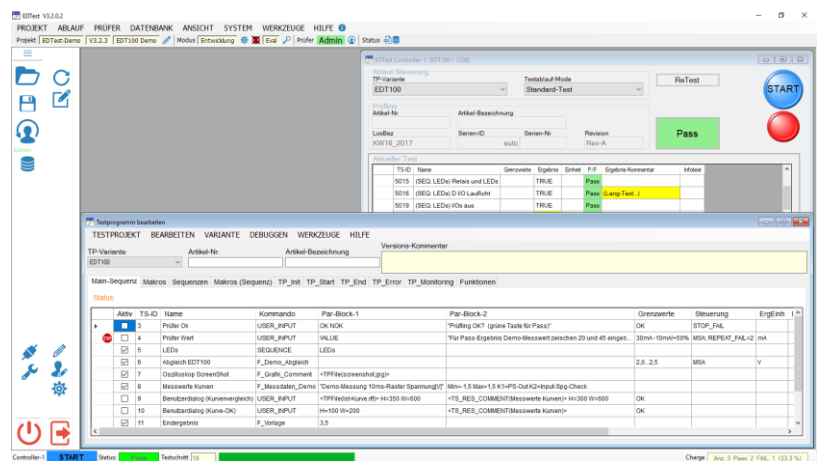 EDTest V3.2.0.2
PROJEKT ABLAUF PRÜFER DATENBANK ANSICHT SYSTEM WERKZEUGE HILFE
Projekt EDTest-Demo V3.2.3 EDT100 Demo Modus Entwicklung Eval Prüfer Admin Status
EDTest Controller-1 (EDT100 / 1238)
Ablauf-Steuerung
TP-Variante Testablauf-Mode
EDT100 Standard-Test
ReTest
START
Admin
Prüfling
Artikel-Nr. Artikel-Bezeichnung
LosBez Serien-ID Serien-Nr Revision
KW16_2017 auto Rev-A
Pass
Aktueller Test
TS-ID Name Grenzwerte Ergebnis Einheit P/F Ergebnis-Kommentar Infotext
5015 (SEQ: LEDs) Relais und LEDs TRUE Pass
5016 (SEQ: LEDs) D I/O Lauflicht TRUE Pass (Lang-Text...)
5019 (SEQ: LEDs) I/Os aus TRUE Pass
Testprogramm bearbeiten
TESTPROJEKT BEARBEITEN VARIANTE DEBUGGEN WERKZEUGE HILFE
TP-Variante Artikel-Nr. Artikel-Bezeichnung Versions-Kommentar
EDT100
Main-Sequenz Makros Sequenzen Makros (Sequenz) TP_Init TP_Start TP_End TP_Error TP_Monitoring Funktionen
Status
Aktiv TS-ID Name Kommando Par-Block-1 Par-Block-2 Grenzwerte Steuerung ErgEinh
3 Prüfer Ok USER_INPUT OK NOK "Prüfling OK? (grüne Taste für Pass)" OK STOP_FAIL
4 Prüfer Wert USER_INPUT VALUE "Für Pass-Ergebnis Demo-Messwert zwischen 20 und 45 eingeb... 30mA-10mA/+50% MSA; REPEAT_FAIL=2 mA
5 LEDs SEQUENCE LEDs
6 Abgleich EDT100 F_Demo_Abgleich 2,0...2,5 MSA V
7 Oszilloskop ScreenShot F_Grafik_Comment <TPFile(screenshot.jpg)>
8 Messwerte Kurven F_Messdaten_Demo "Demo-Messung 10ms-Raster Spannung[V]" Min=-1,5 Max=1,5 K1=PS-Out K2=Input-Spg-Check
9 Benutzerdialog (Kurvenvergleich) USER_INPUT <TPFile(IshKurve.rtf)> H=350 W=600 <TS_RES_COMMENT(Messwerte Kurven)> H=300 W=600 OK
10 Benutzerdialog (Kurve-OK) USER_INPUT H=100 W=200 <TS_RES_COMMENT(Messwerte Kurven)> OK
11 Endergebnis F_Vorlage 3,5
Controller-1 START Status: Pass Testschritt 19 Charge Anz: 3 Pass: 2 FAIL: 1 (33,3 %)